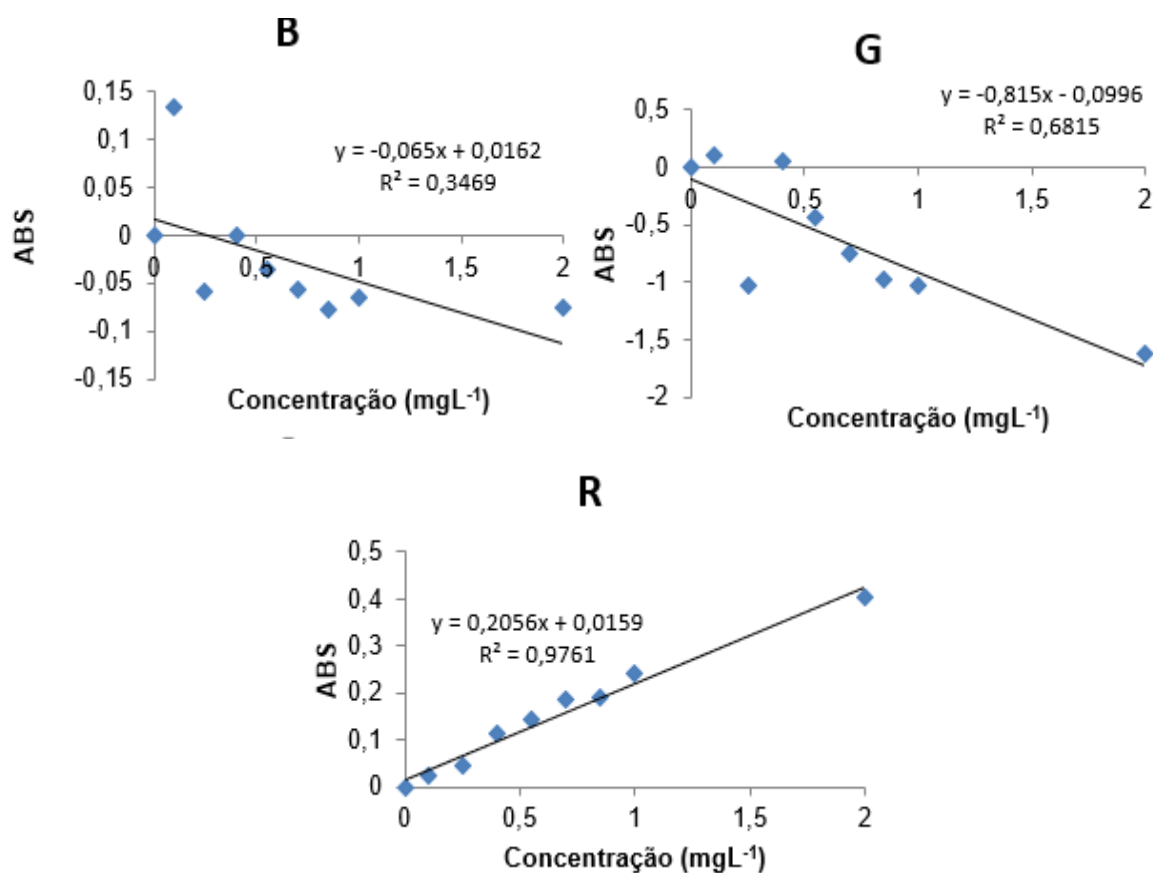 B
0,15
0,1
0,05
0
-0,05
-0,1
-0,15
0
0,5
1
1,5
2
y = -0,065x + 0,0162
R² = 0,3469
ABS
Concentração (mgL⁻¹)
G
0,5
0
-0,5
-1
-1,5
-2
0
0,5
1
1,5
2
y = -0,815x - 0,0996
R² = 0,6815
ABS
Concentração (mgL⁻¹)
R
0,5
0,4
0,3
0,2
0,1
0
0
0,5
1
1,5
2
y = 0,2056x + 0,0159
R² = 0,9761
ABS
Concentração (mgL⁻¹)